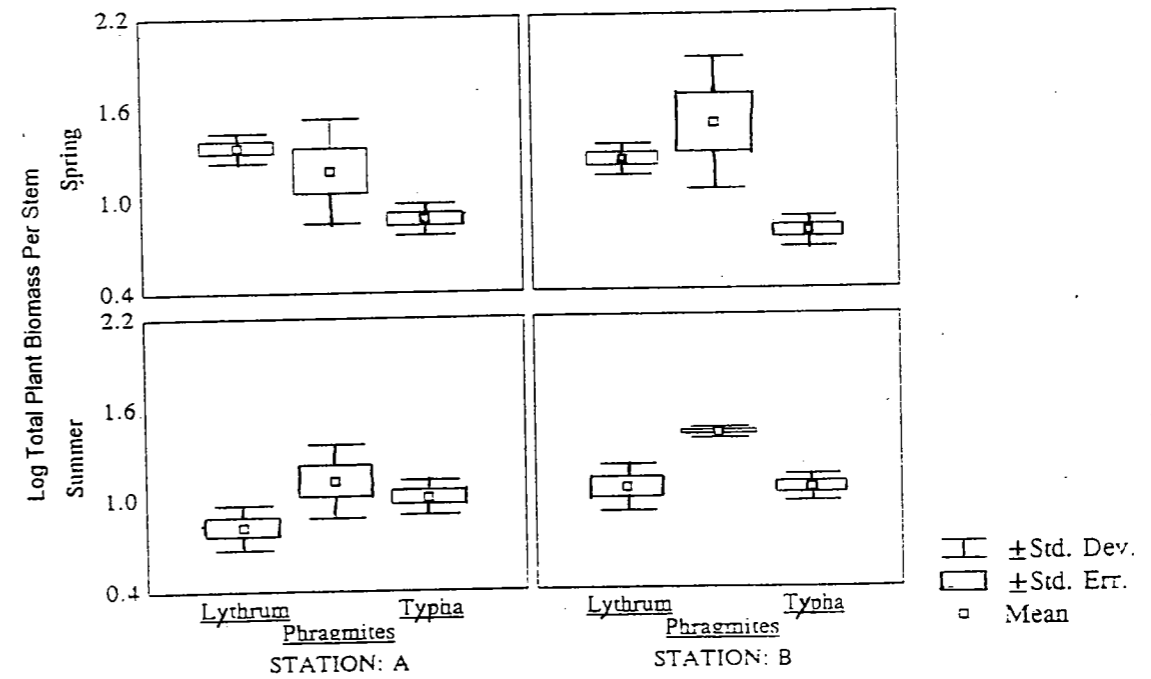 Log Total Plant Biomass Per Stem
Spring
2.2
1.6
1.0
0.4
Summer
2.2
1.6
1.0
0.4
Lythrum
Phragmites
Typha
STATION: A
Lythrum
Phragmites
Typha
STATION: B
±Std. Dev.
±Std. Err.
Mean